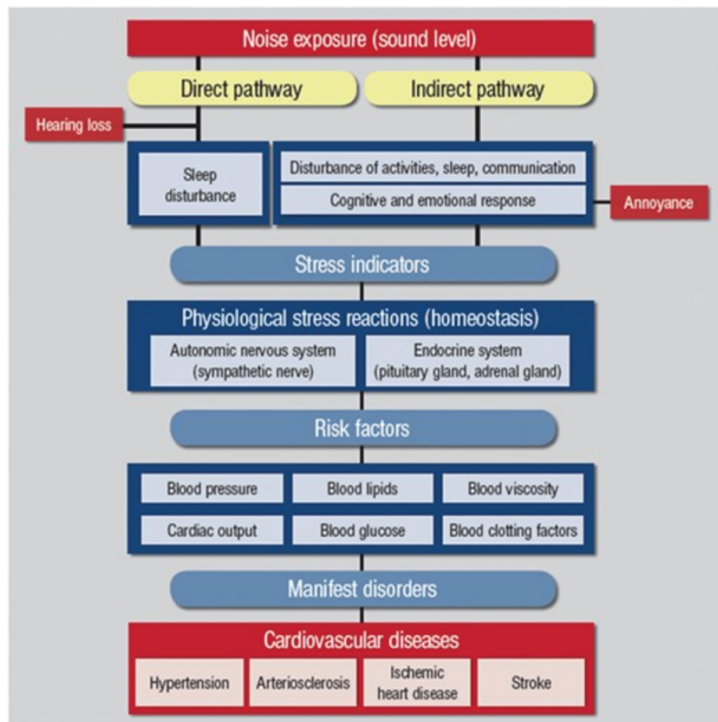 Noise exposure (sound level)
Direct pathway
Indirect pathway
Hearing loss
Sleep
disturbance
Disturbance of activities, sleep, communication
Cognitive and emotional response
Annoyance
Stress indicators
Physiological stress reactions (homeostasis)
Autonomic nervous system
(sympathetic nerve)
Endocrine system
(pituitary gland, adrenal gland)
Risk factors
Blood pressure
Blood lipids
Blood viscosity
Cardiac output
Blood glucose
Blood clotting factors
Manifest disorders
Cardiovascular diseases
Hypertension
Arteriosclerosis
Ischemic
heart disease
Stroke